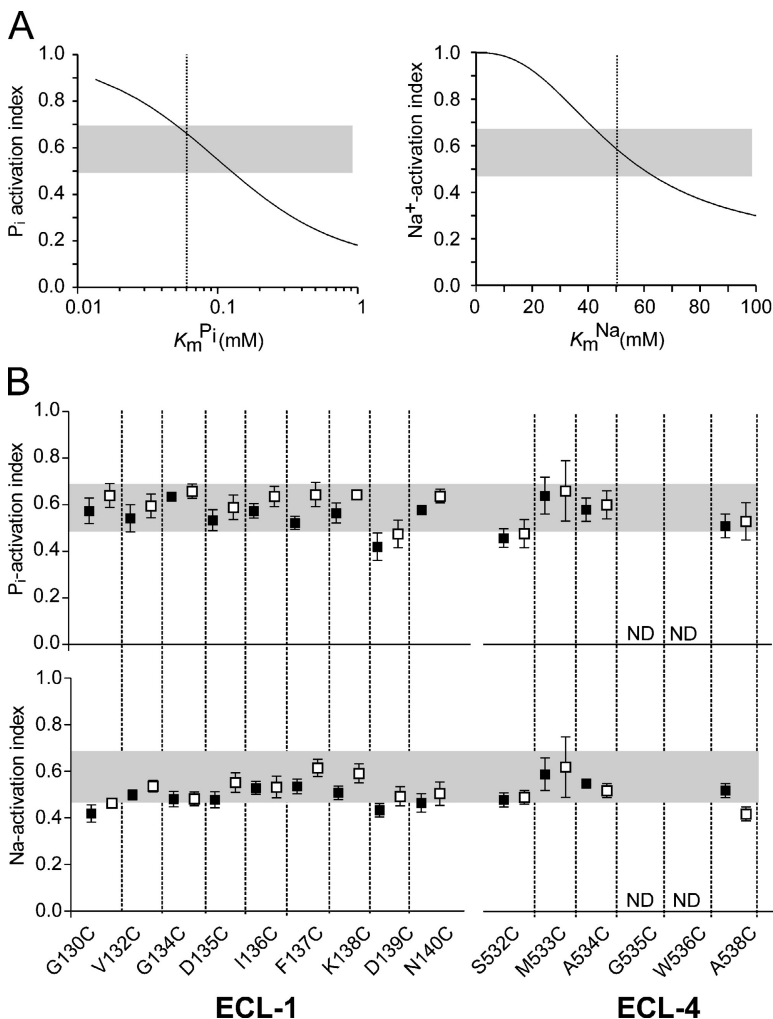 A
Pi activation index
1.0
0.8
0.6
0.4
0.2
0.0
0.01
0.1
1
KmPi(mM)
Na+-activation index
1.0
0.8
0.6
0.4
0.2
0.0
0
20
40
60
80
100
KmNa(mM)
B
Pi-activation index
1.0
0.8
0.6
0.4
0.2
0.0
ND
ND
Na-activation index
1.0
0.8
0.6
0.4
0.2
0.0
ND
ND
G130C
V132C
G134C
D135C
I136C
F137C
K138C
D139C
N140C
S532C
M533C
A534C
G535C
W536C
A538C
ECL-1
ECL-4